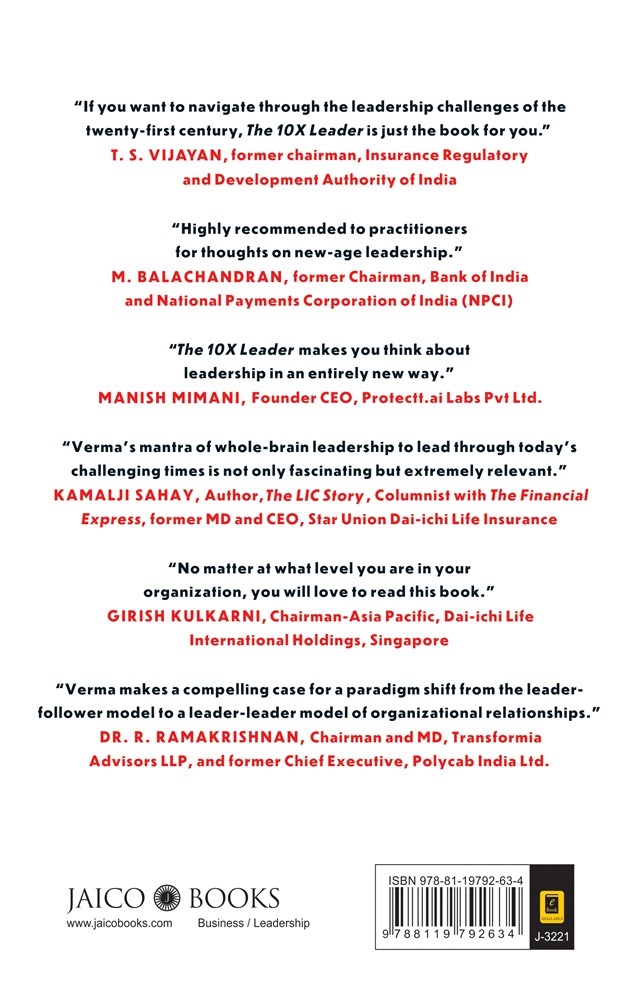 “If you want to navigate through the leadership challenges of the
twenty-first century, The 10X Leader is just the book for you.”
T. S. VIJAYAN, former chairman, Insurance Regulatory
and Development Authority of India
“Highly recommended to practitioners
for thoughts on new-age leadership.”
M. BALACHANDRAN, former Chairman, Bank of India
and National Payments Corporation of India (NPCI)
“The 10X Leader makes you think about
leadership in an entirely new way.”
MANISH MIMANI, Founder CEO, Protectt.ai Labs Pvt Ltd.
“Verma’s mantra of whole-brain leadership to lead through today’s
challenging times is not only fascinating but extremely relevant.”
KAMALJI SAHAY, Author, The LIC Story, Columnist with The Financial
Express, former MD and CEO, Star Union Dai-ichi Life Insurance
“No matter at what level you are in your
organization, you will love to read this book.”
GIRISH KULKARNI, Chairman-Asia Pacific, Dai-ichi Life
International Holdings, Singapore
“Verma makes a compelling case for a paradigm shift from the leader-
follower model to a leader-leader model of organizational relationships.”
DR. R. RAMAKRISHNAN, Chairman and MD, Transformia
Advisors LLP, and former Chief Executive, Polycab India Ltd.
JAICO J BOOKS
www.jaicobooks.com Business / Leadership
ISBN 978-81-19792-63-4
9 788119 792634
e
Book
AVAILABLE
J-3221